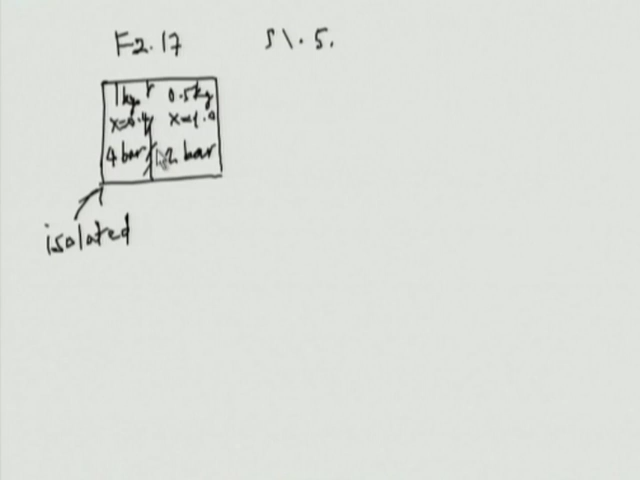 F2.17 S1.5.
1kg 0.5kg
x=0.4 x=1.0
4 bar 2 bar
isolated